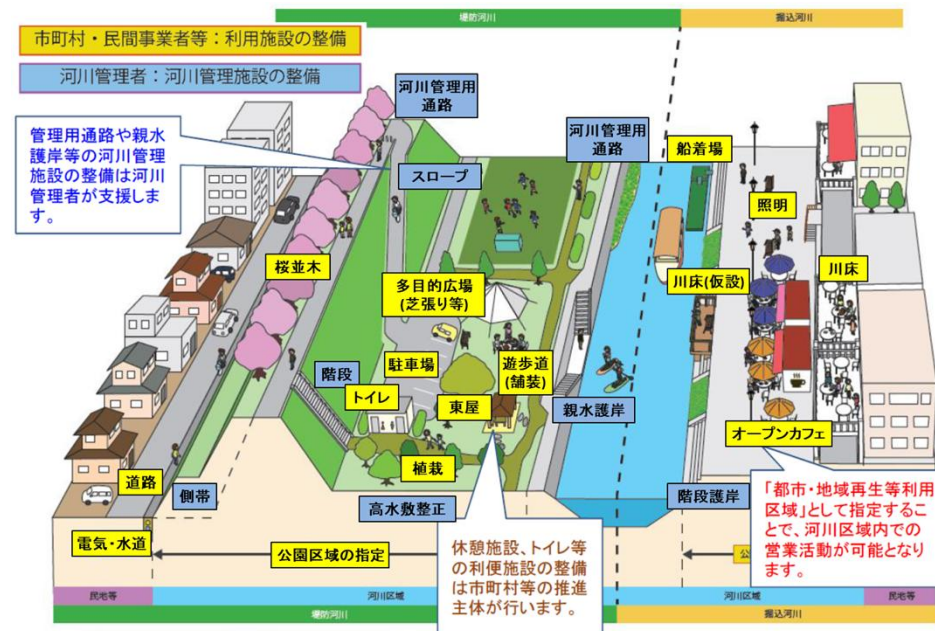 堤防河川
掘込河川
市町村・民間事業者等：利用施設の整備
河川管理者：河川管理施設の整備
管理用通路や親水
護岸等の河川管理
施設の整備は河川
管理者が支援しま
す。
河川管理用
通路
スロープ
河川管理用
通路
船着場
照明
桜並木
多目的広場
(芝張り等)
川床(仮設)
川床
駐車場
遊歩道
(舗装)
階段
トイレ
東屋
親水護岸
オープンカフェ
植栽
道路
側帯
高水敷整正
階段護岸
電気・水道
公園区域の指定
休憩施設、トイレ等
の利便施設の整備
は市町村等の推進
主体が行います。
「都市・地域再生等利用
区域」として指定するこ
とで、河川区域内での
営業活動が可能となり
ます。
民地等
河川区域
河川区域
民地等
堤防河川
掘込河川